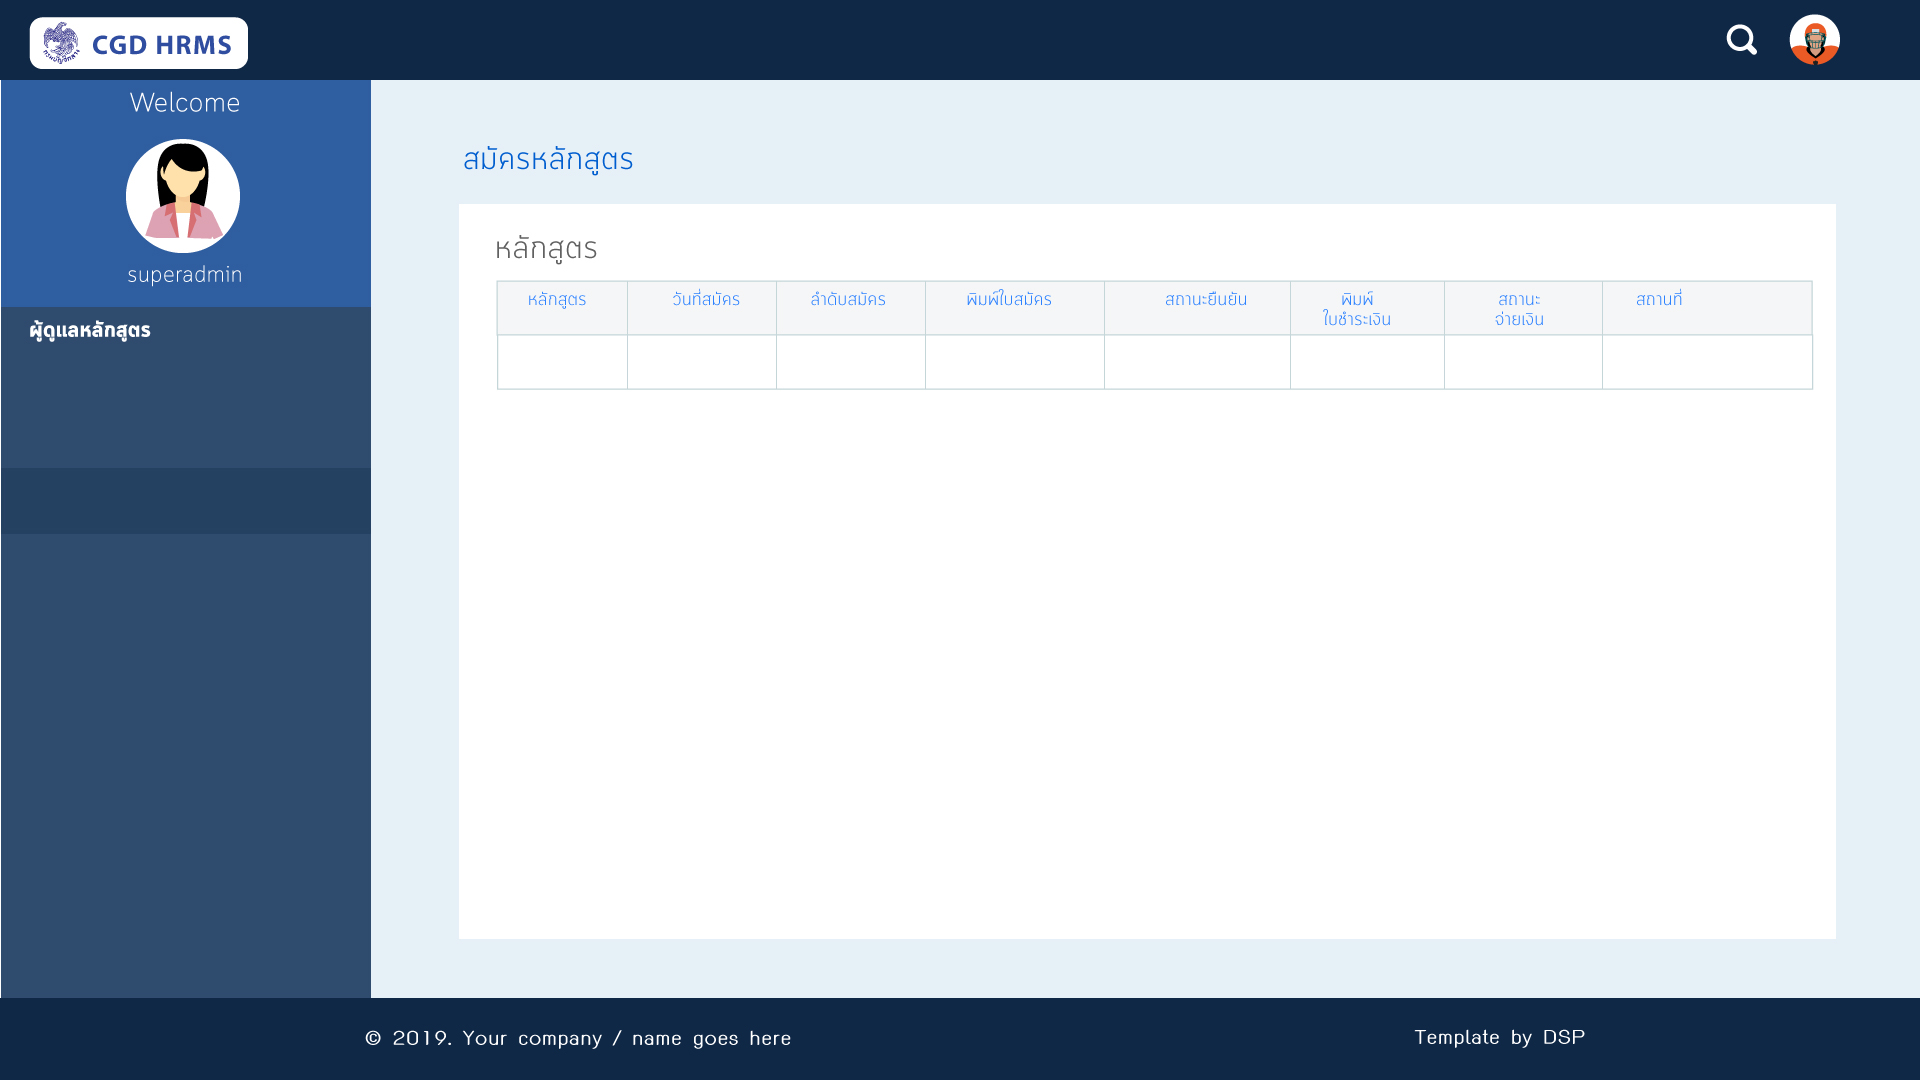 CGD HRMS
Welcome
superadmin
ผู้ดูแลหลักสูตร
สมัครหลักสูตร
หลักสูตร
หลักสูตร วันที่สมัคร ลำดับสมัคร พิมพ์ใบสมัคร สถานะยืนยัน พิมพ์ สถานะ สถานที่
ใบชำระเงิน จ่ายเงิน
© 2019. Your company / name goes here
Template by DSP